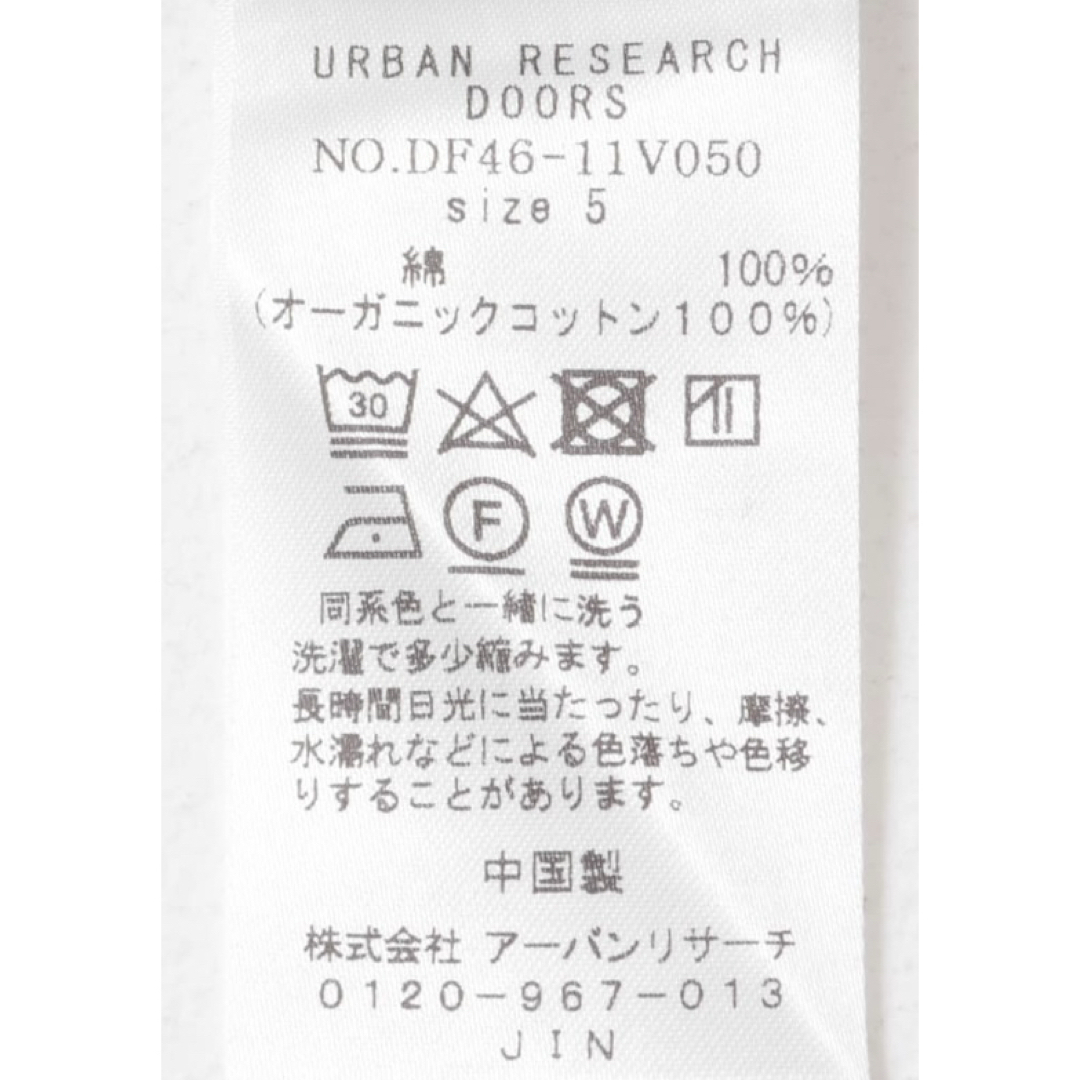 URBAN RESEARCH
DOORS
NO.DF46-11V050
size 5
綿 100%
(オーガニックコットン100%)
30
F W
同系色と一緒に洗う
洗濯で多少縮みます。
長時間日光に当たったり、摩擦、
水濡れなどによる色落ちや色移
りすることがあります。
中国製
株式会社 アーバンリサーチ
0120-967-013
JIN